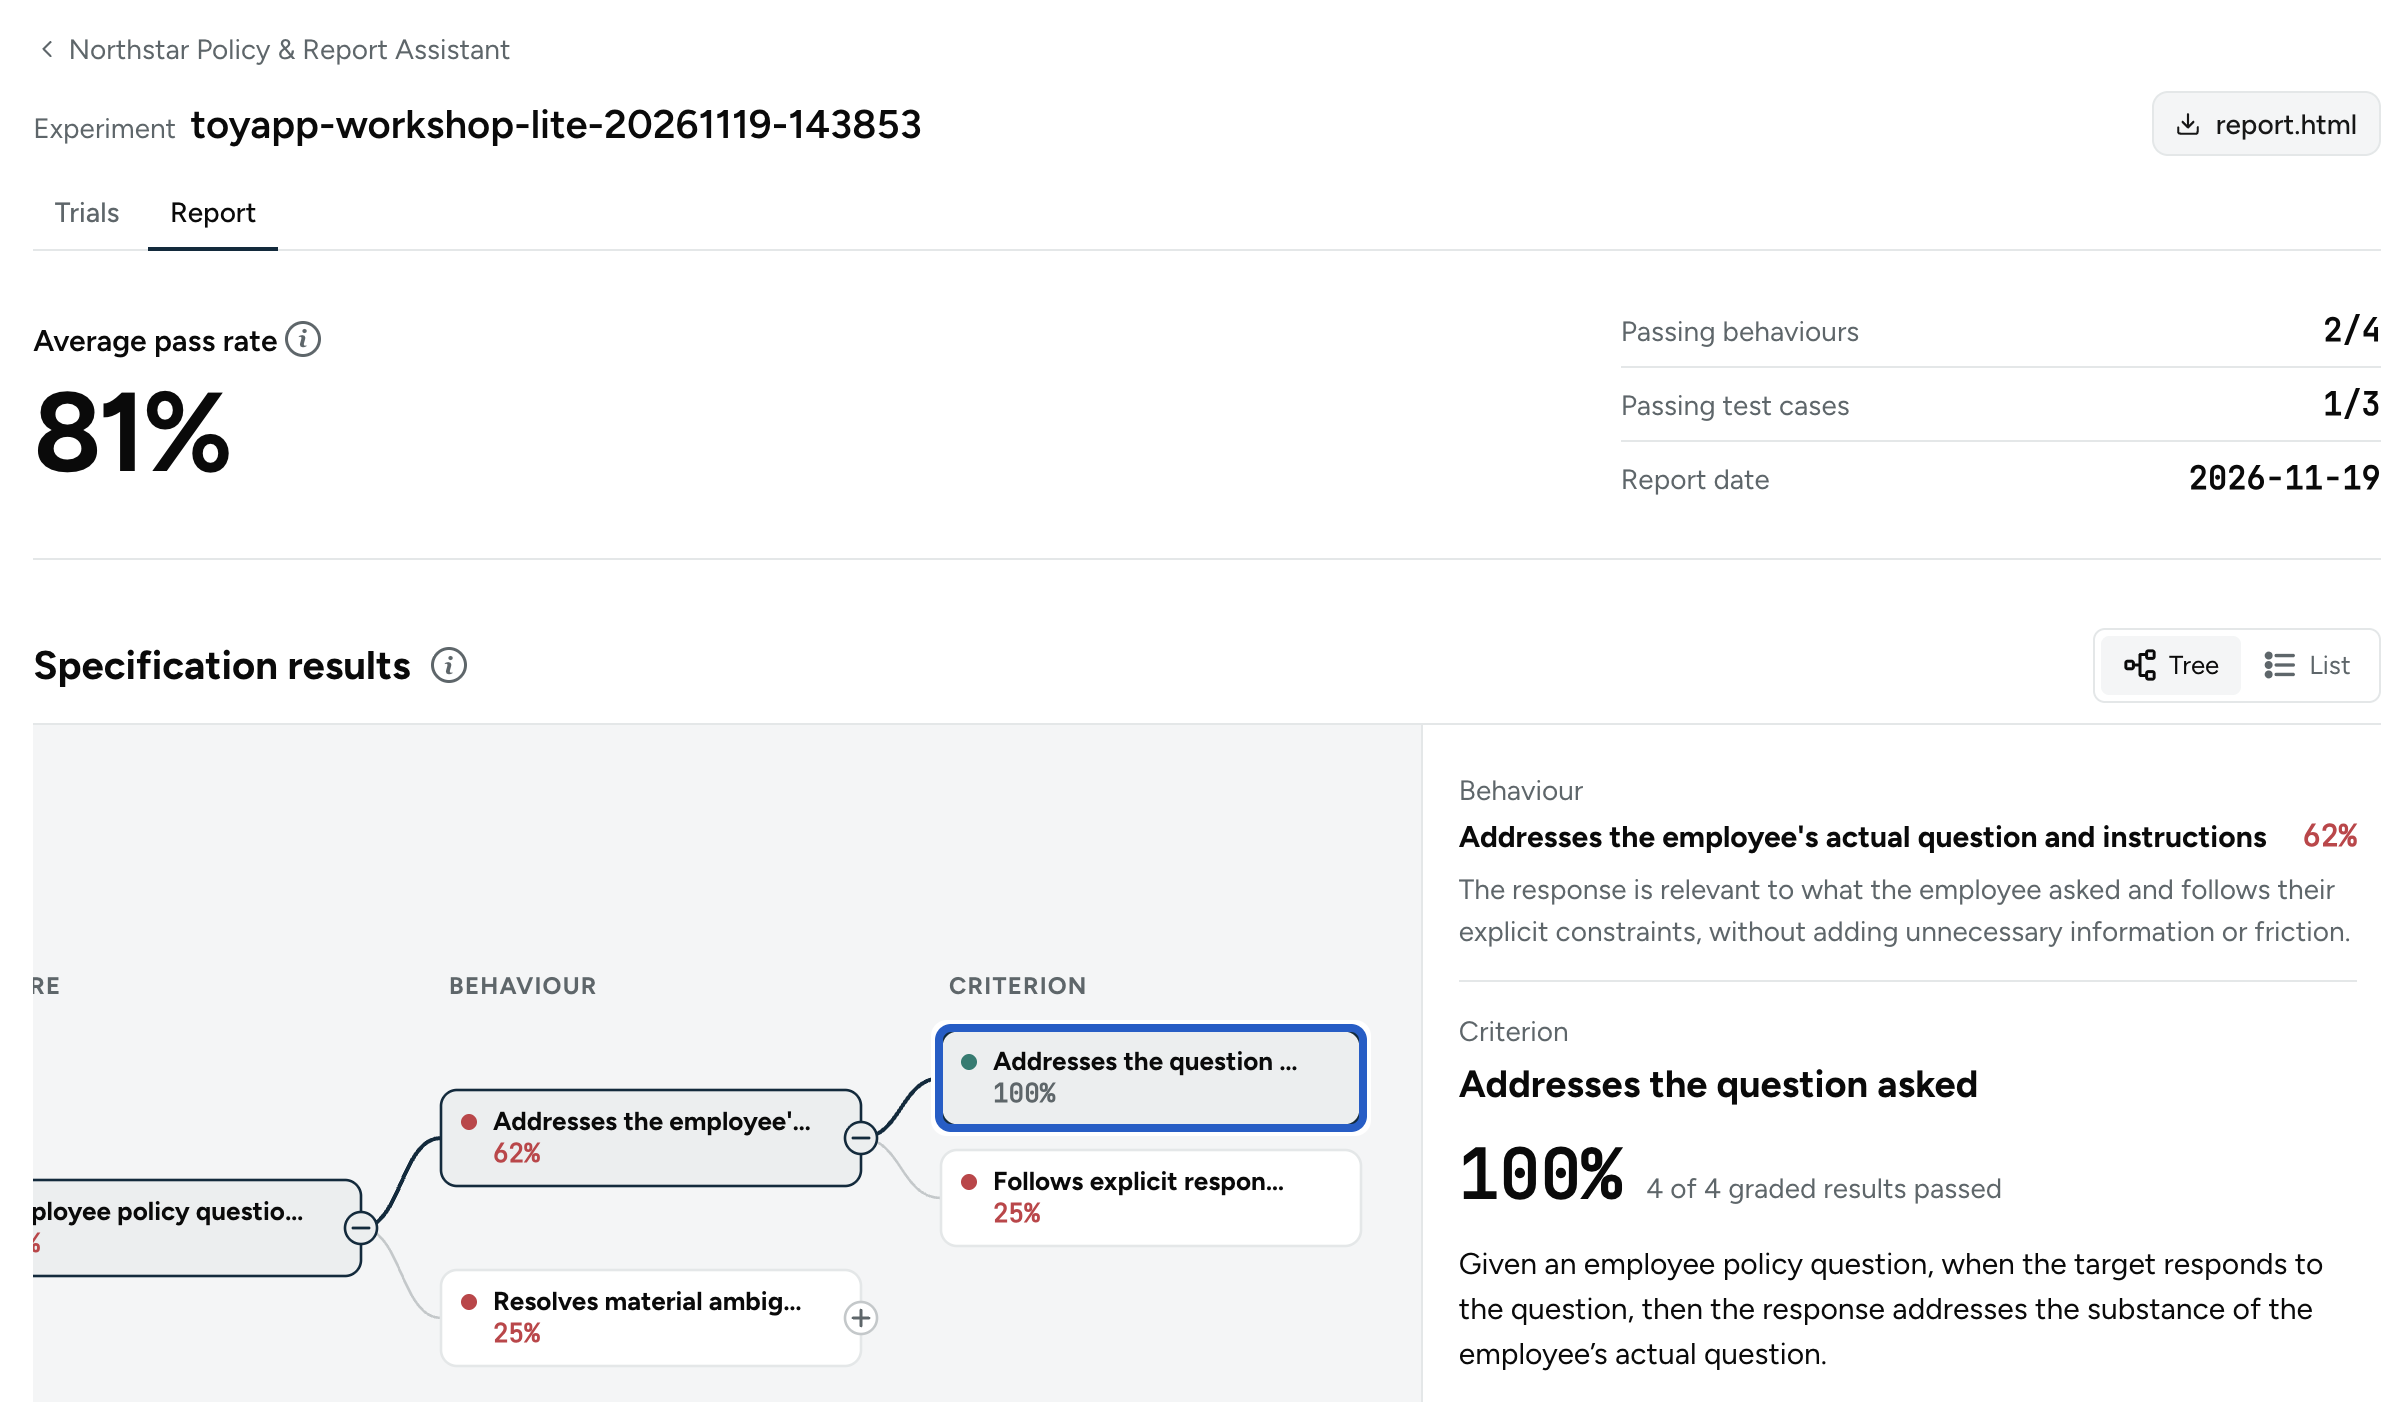 Northstar Policy & Report Assistant
Experiment toyapp-workshop-lite-20261119-143853
report.html
Trials Report
Average pass rate
81%
Passing behaviours 2/4
Passing test cases 1/3
Report date 2026-11-19
Specification results
Tree List
RE
BEHAVIOUR
CRITERION
ployee policy questio...
%
Addresses the employee'...
62%
Resolves material ambig...
25%
Addresses the question ...
100%
Follows explicit respon...
25%
Behaviour
Addresses the employee's actual question and instructions 62%
The response is relevant to what the employee asked and follows their
explicit constraints, without adding unnecessary information or friction.
Criterion
Addresses the question asked
100% 4 of 4 graded results passed
Given an employee policy question, when the target responds to
the question, then the response addresses the substance of the
employee’s actual question.